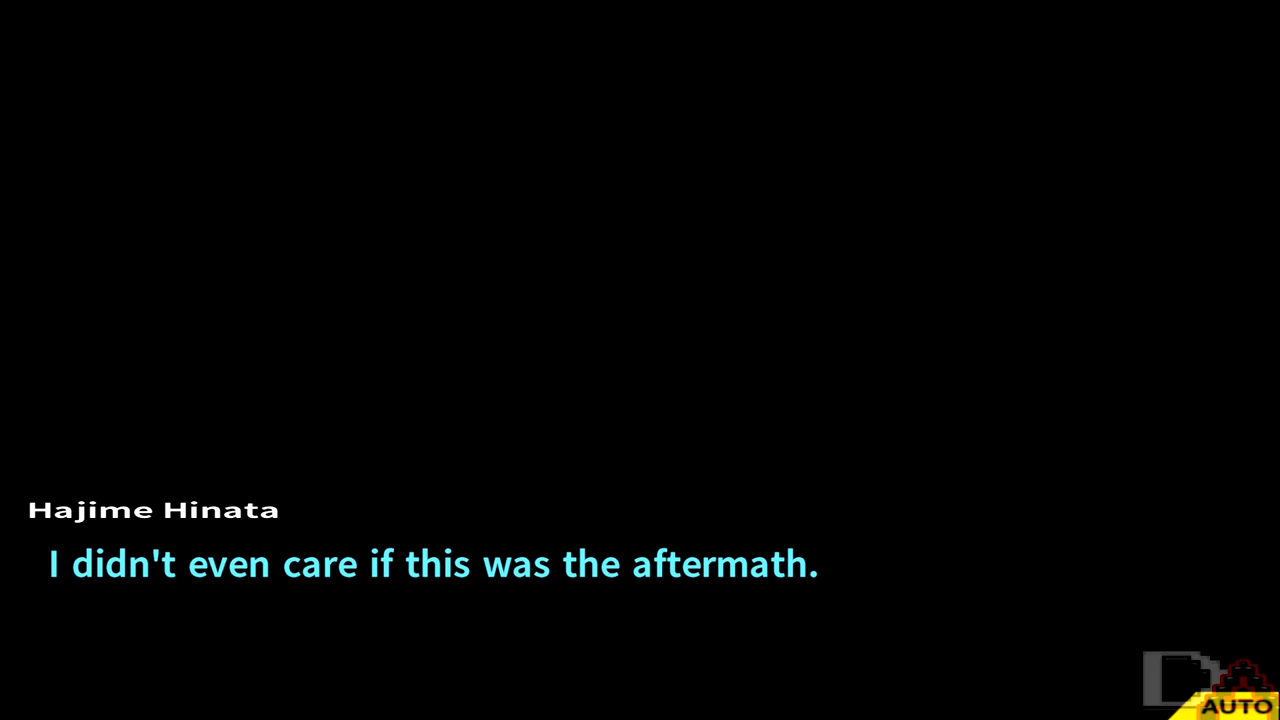 Hajime Hinata
I didn't even care if this was the aftermath.
AUTO